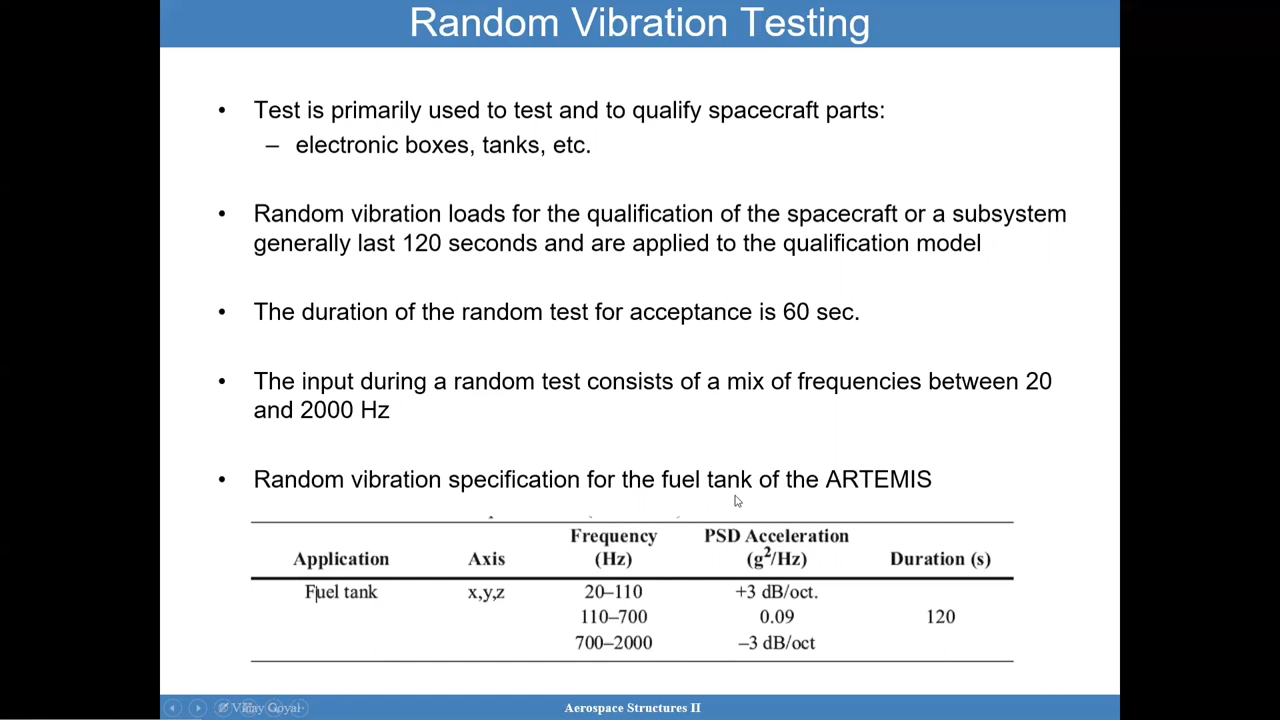 Random Vibration Testing
• Test is primarily used to test and to qualify spacecraft parts:
– electronic boxes, tanks, etc.
• Random vibration loads for the qualification of the spacecraft or a subsystem
generally last 120 seconds and are applied to the qualification model
• The duration of the random test for acceptance is 60 sec.
• The input during a random test consists of a mix of frequencies between 20
and 2000 Hz
• Random vibration specification for the fuel tank of the ARTEMIS
Frequency PSD Acceleration
Application Axis (Hz) (g²/Hz) Duration (s)
Fuel tank x,y,z 20–110 +3 dB/oct.
110–700 0.09 120
700–2000 –3 dB/oct
Vinay Goyal Aerospace Structures II